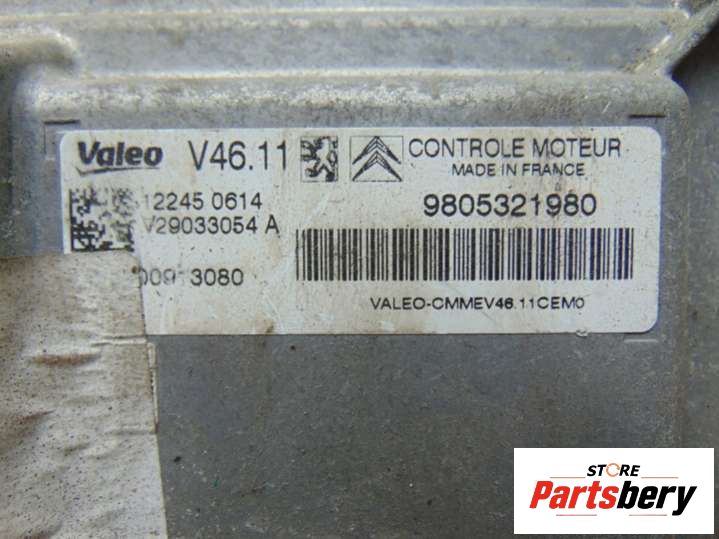 Valeo V46.11 CONTROLE MOTEUR
MADE IN FRANCE
12245 0614 9805321980
V29033054 A
3080
VALEO-CMMEV46.11CEM0
STORE
Partsbery